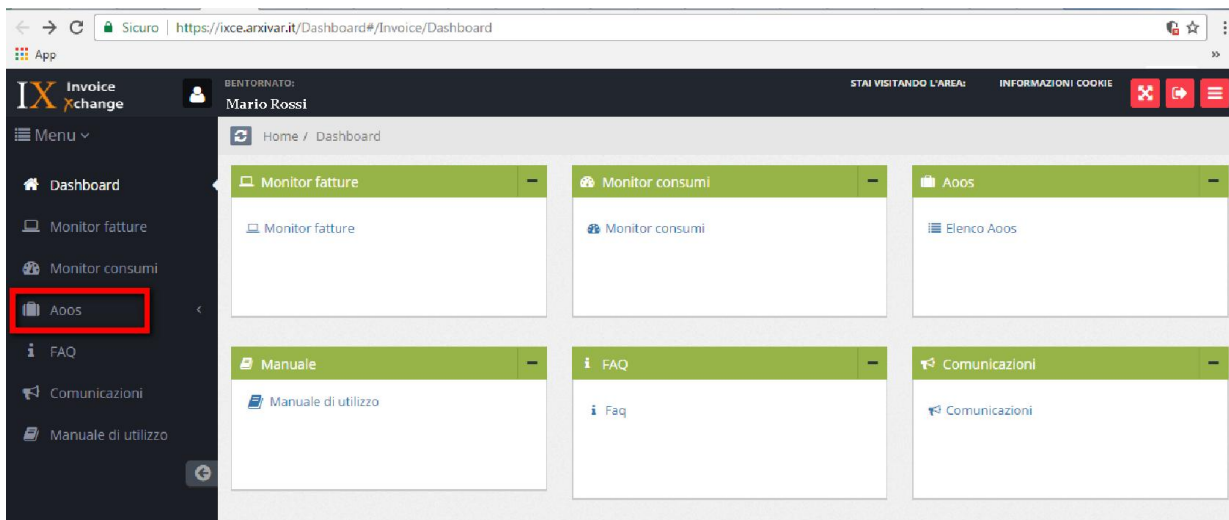 Sicuro | https://ixce.arxivar.it/Dashboard#/Invoice/Dashboard
App
IX Invoice Xchange
BENTORNATO:
Mario Rossi
STAI VISITANDO L'AREA:
INFORMAZIONI COOKIE
Menu
Home / Dashboard
Dashboard
Monitor fatture
Monitor consumi
Aoos
FAQ
Comunicazioni
Manuale di utilizzo
Monitor fatture
Monitor fatture
Monitor consumi
Monitor consumi
Aoos
Elenco Aoos
Manuale
Manuale di utilizzo
FAQ
Faq
Comunicazioni
Comunicazioni